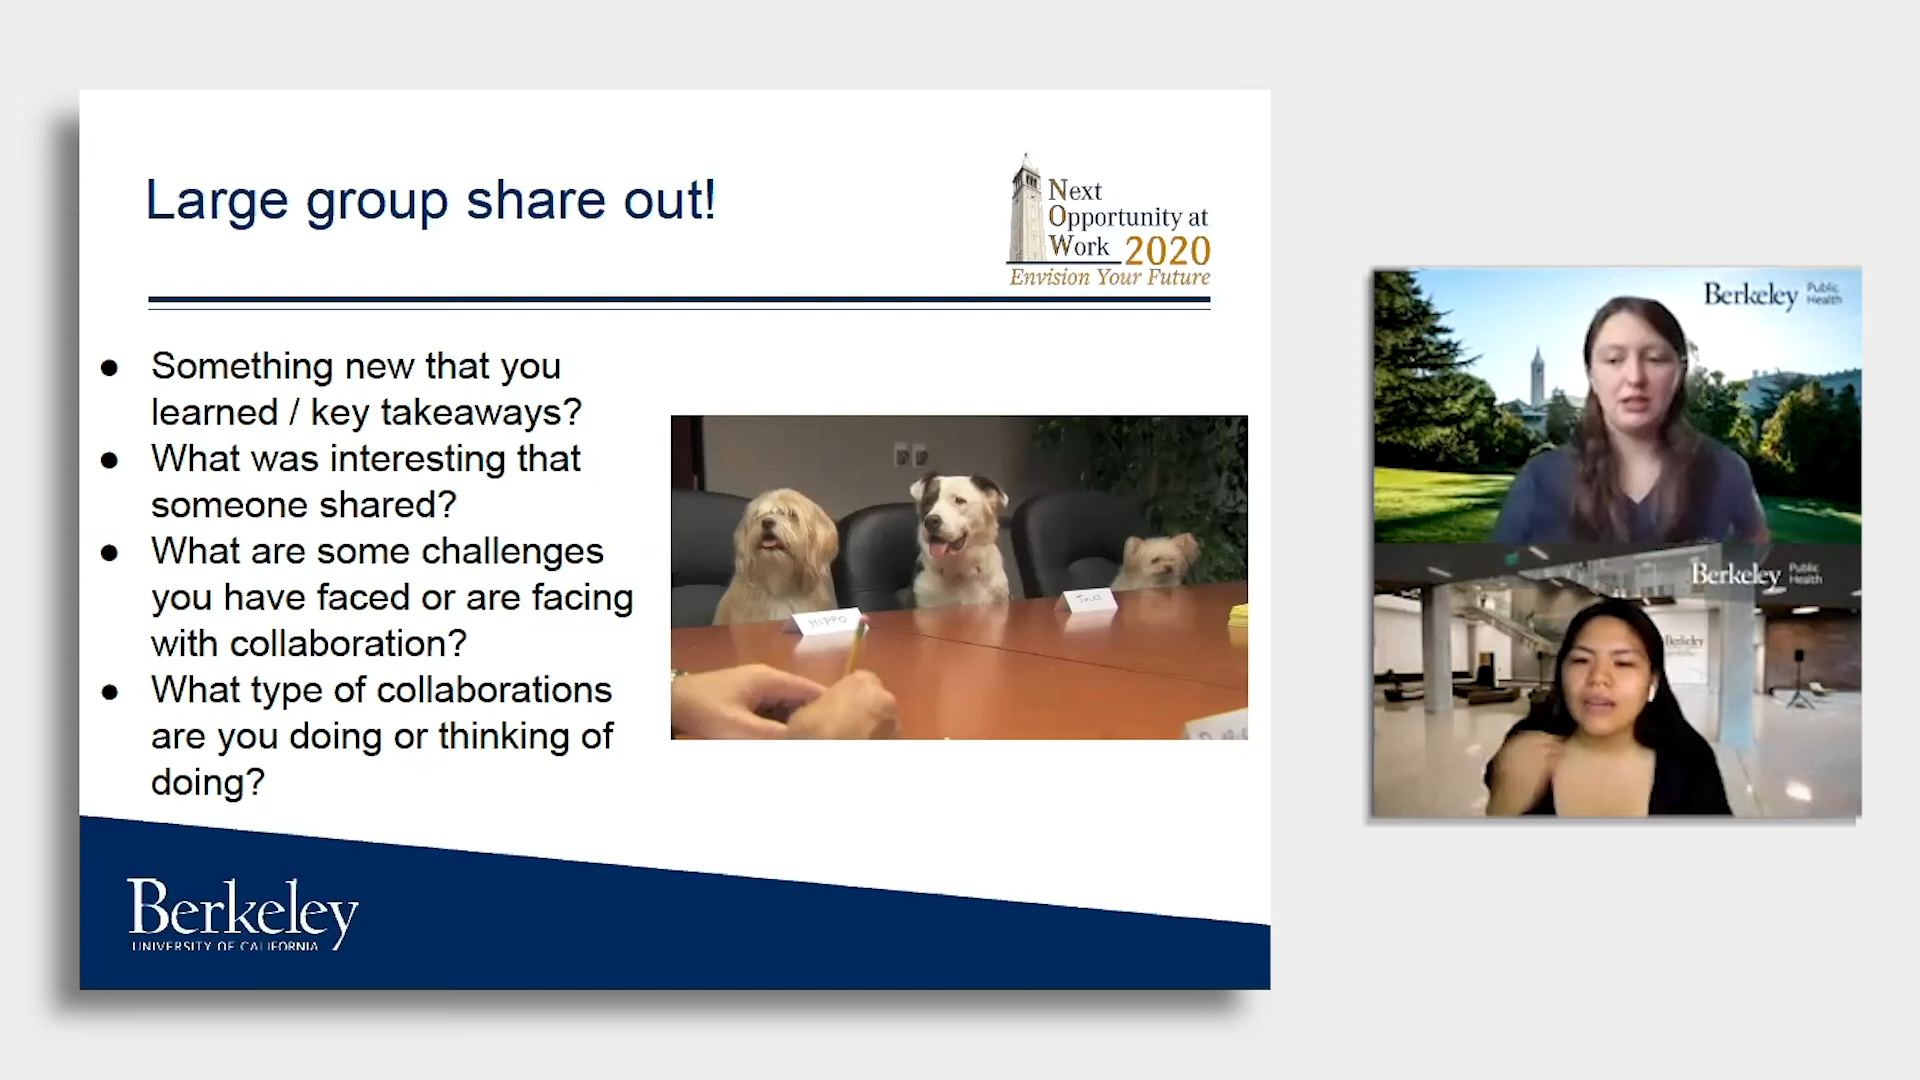 Large group share out!
Next
Opportunity at
Work 2020
Envision Your Future
● Something new that you
learned / key takeaways?
● What was interesting that
someone shared?
● What are some challenges
you have faced or are facing
with collaboration?
● What type of collaborations
are you doing or thinking of
doing?
HIPPO
JULES
Berkeley
UNIVERSITY OF CALIFORNIA
Berkeley Public
Health
Berkeley Public
Health
Berkeley